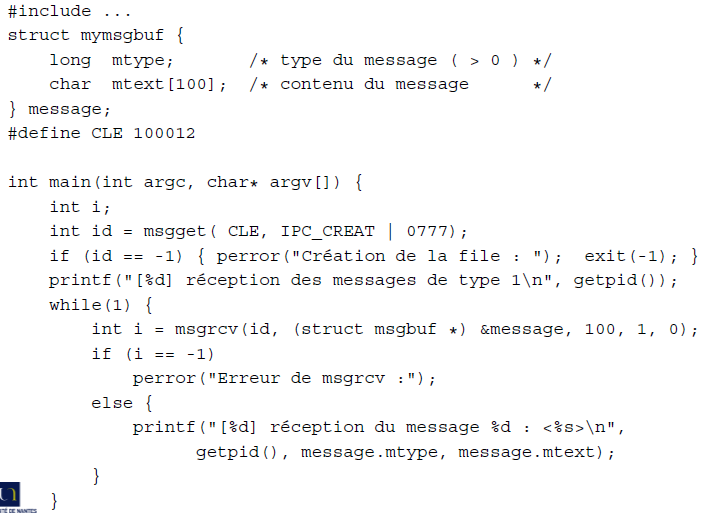 #include ...
struct mymsgbuf {
    long  mtype;       /* type du message ( > 0 ) */
    char  mtext[100];  /* contenu du message      */
} message;
#define CLE 100012

int main(int argc, char* argv[]) {
    int i;
    int id = msgget( CLE, IPC_CREAT | 0777);
    if (id == -1) { perror("Création de la file : ");  exit(-1); }
    printf("[%d] réception des messages de type 1\n", getpid());
    while(1) {
        int i = msgrcv(id, (struct msgbuf *) &message, 100, 1, 0);
        if (i == -1)
            perror("Erreur de msgrcv :");
        else {
            printf("[%d] réception du message %d : <%s>\n",
                  getpid(), message.mtype, message.mtext);
        }
    }
ITÉ DE NANTES